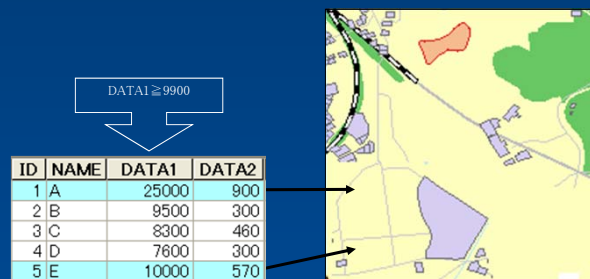 DATA1≧9900
ID NAME DATA1 DATA2
1 A 25000 900
2 B 9500 300
3 C 8300 460
4 D 7600 300
5 E 10000 570